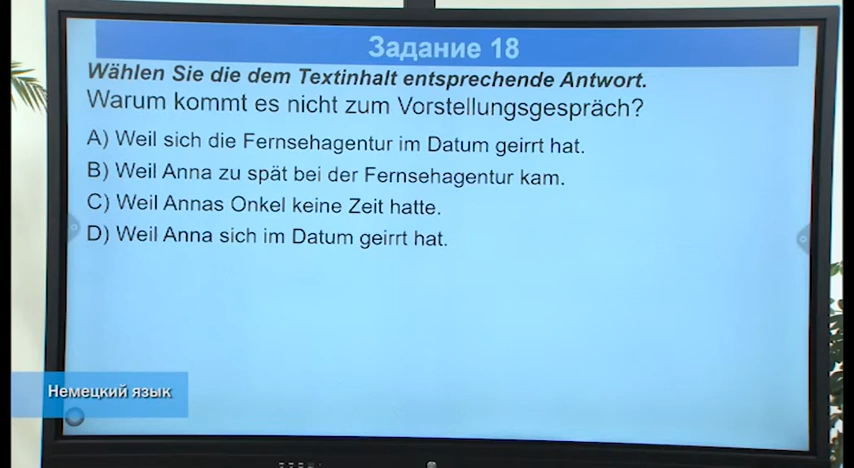 Задание 18
Wählen Sie die dem Textinhalt entsprechende Antwort.
Warum kommt es nicht zum Vorstellungsgespräch?
A) Weil sich die Fernsehagentur im Datum geirrt hat.
B) Weil Anna zu spät bei der Fernsehagentur kam.
C) Weil Annas Onkel keine Zeit hatte.
D) Weil Anna sich im Datum geirrt hat.
Немецкий язык